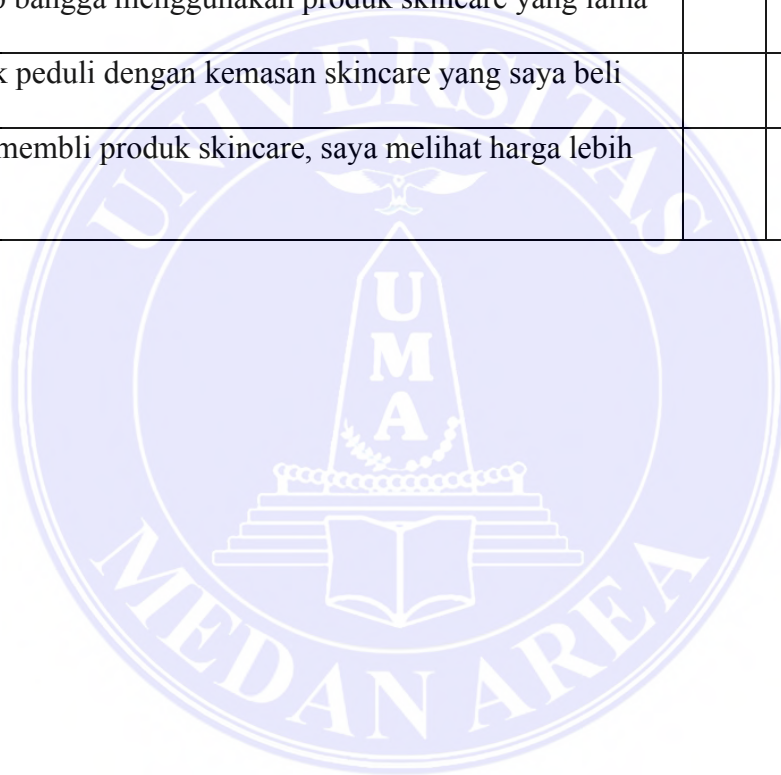 bangga menggunakan produk skincare yang lama
peduli dengan kemasan skincare yang saya beli
membli produk skincare, saya melihat harga lebih
UNIVERSITAS
UMA
MEDAN AREA